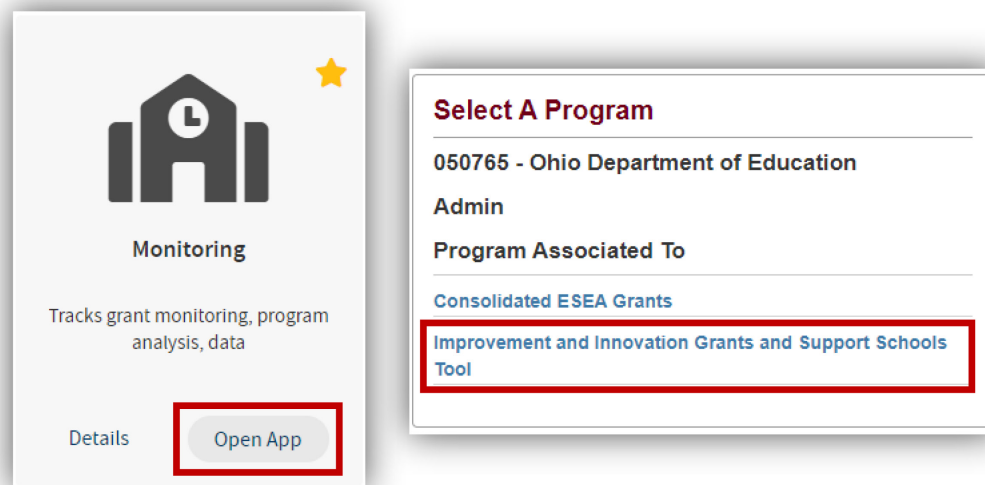 Monitoring
Tracks grant monitoring, program
analysis, data
Details
Open App
Select A Program
050765 - Ohio Department of Education
Admin
Program Associated To
Consolidated ESEA Grants
Improvement and Innovation Grants and Support Schools
Tool